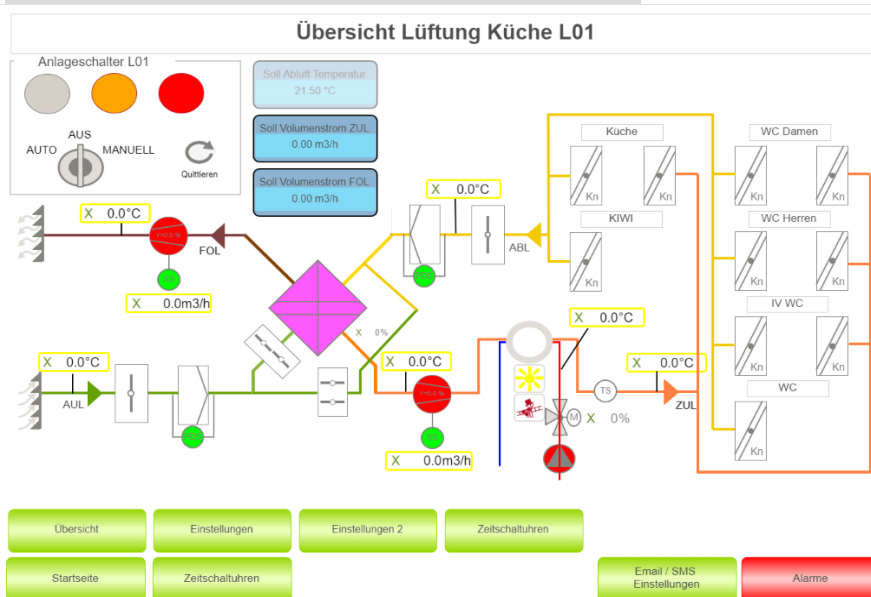 Übersicht Lüftung Küche L01
Anlageschalter L01
AUS
AUTO
MANUELL
Quittieren
Soll Abluft Temperatur
21.50 °C
Soll Volumenstrom ZUL
0.00 m3/h
Soll Volumenstrom FOL
0.00 m3/h
X 0.0°C
FOL
X 0.0m3/h
X 0.0°C
ABL
Küche
Kn
Kn
KIWI
Kn
WC Damen
Kn
Kn
WC Herren
Kn
Kn
IV WC
Kn
Kn
WC
Kn
X 0%
X 0.0°C
AUL
X 0.0°C
X 0.0m3/h
X 0.0°C
TS
M
X 0%
X 0.0°C
ZUL
Übersicht
Einstellungen
Einstellungen 2
Zeitschaltuhren
Startseite
Zeitschaltuhren
Email / SMS
Einstellungen
Alarme